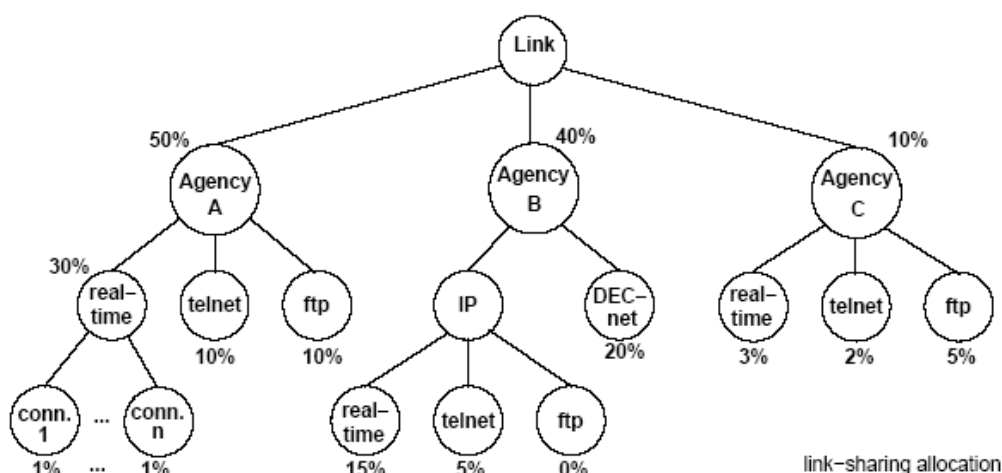 Link
50%
40%
10%
Agency
A
Agency
B
Agency
C
30%
real-
time
telnet
ftp
IP
DEC-
net
real-
time
telnet
ftp
10%
10%
20%
3%
2%
5%
conn.
1
...
conn.
n
real-
time
telnet
ftp
1%
...
1%
15%
5%
0%
link-sharing allocation